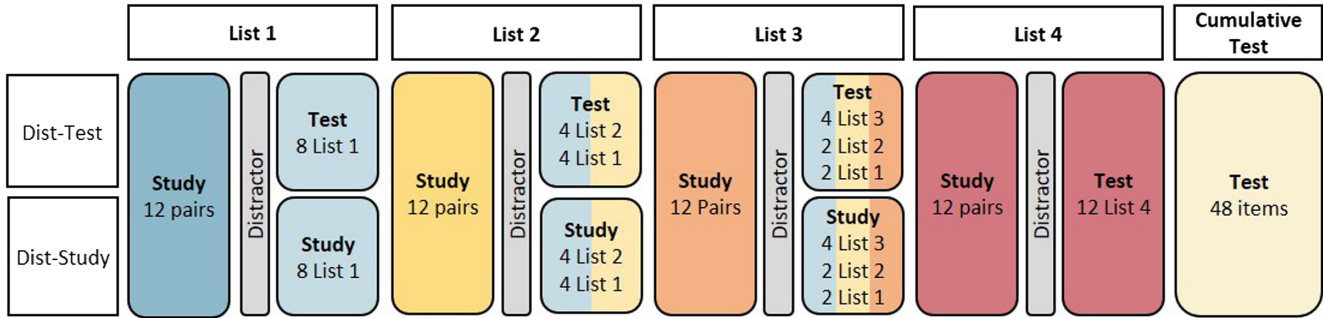 List 1
List 2
List 3
List 4
Cumulative
Test
Dist-Test
Dist-Study
Study
12 pairs
Distractor
Test
8 List 1
Study
8 List 1
Study
12 pairs
Distractor
Test
4 List 2
4 List 1
Study
4 List 2
4 List 1
Study
12 Pairs
Distractor
Test
4 List 3
2 List 2
2 List 1
Study
4 List 3
2 List 2
2 List 1
Study
12 pairs
Distractor
Test
12 List 4
Test
48 items